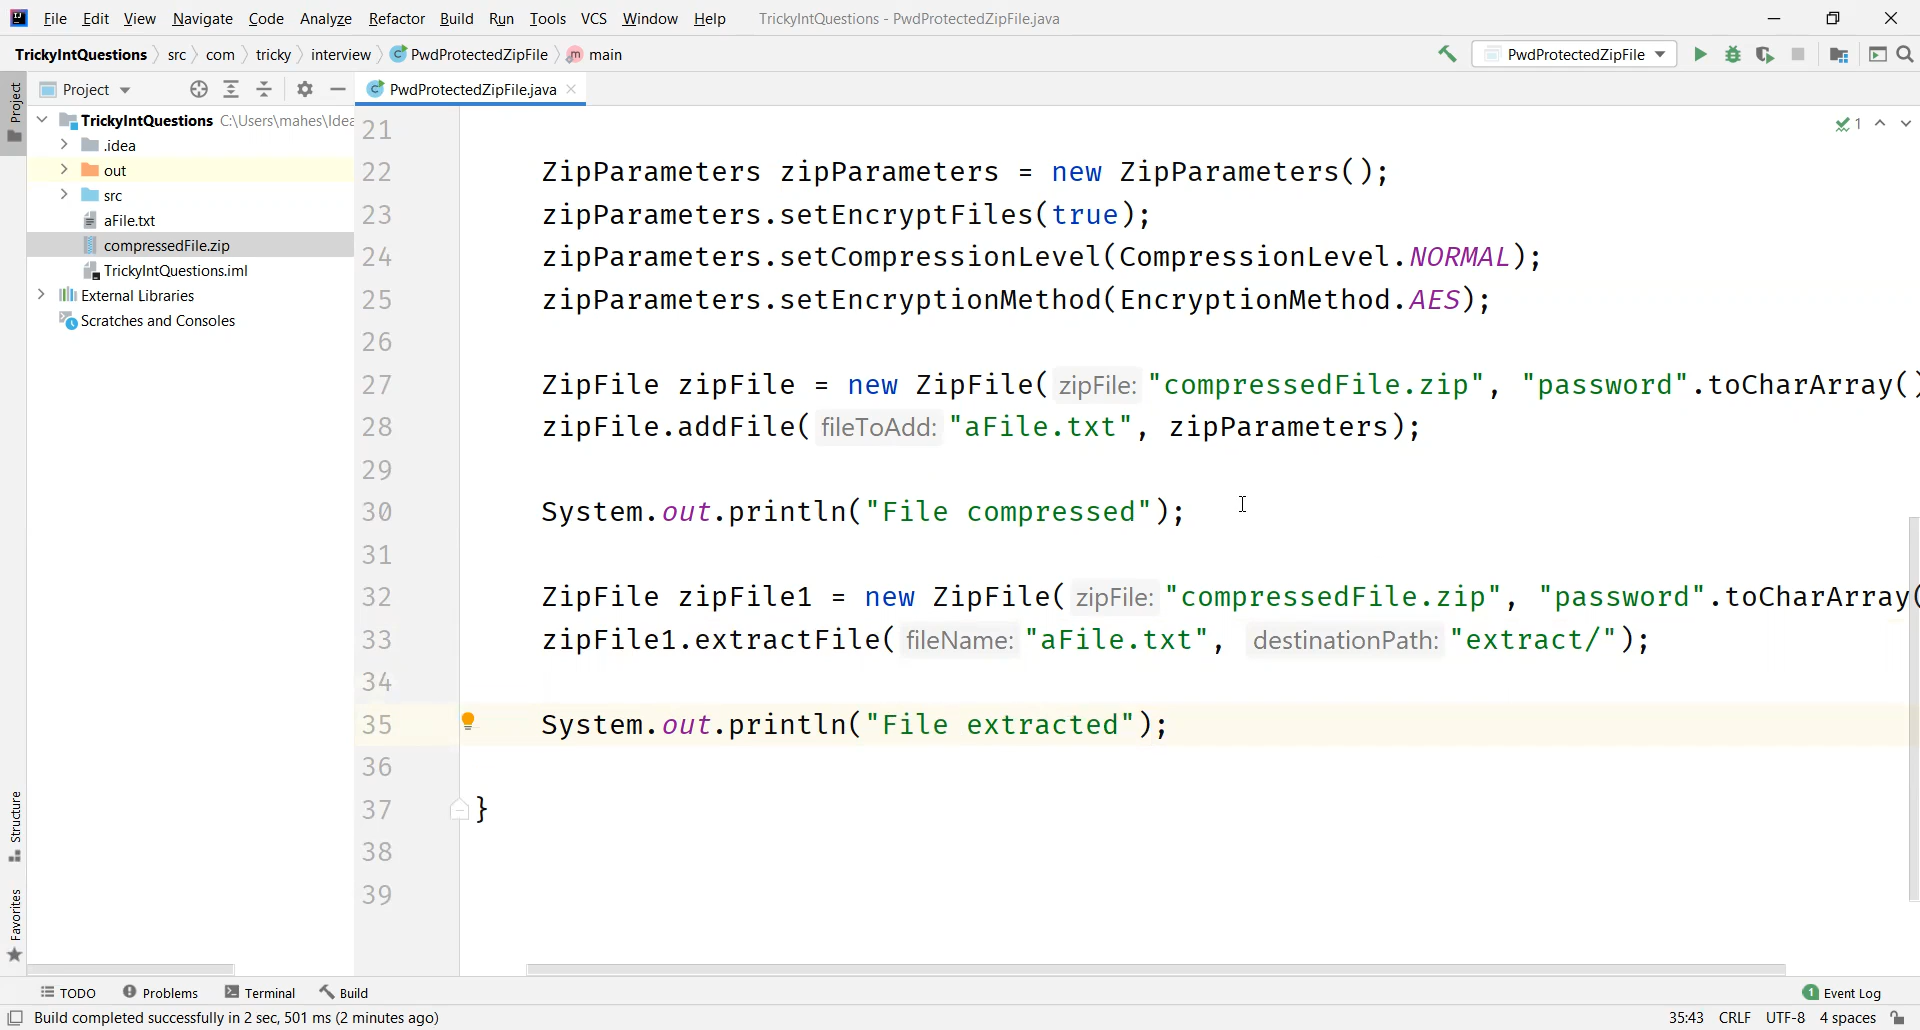 File Edit View Navigate Code Analyze Refactor Build Run Tools VCS Window Help TrickyIntQuestions - PwdProtectedZipFile.java
TrickyIntQuestions src com tricky interview PwdProtectedZipFile main PwdProtectedZipFile
Project
Project
PwdProtectedZipFile.java
TrickyIntQuestions C:\Users\mahes\Idea
.idea
out
src
aFile.txt
compressedFile.zip
TrickyIntQuestions.iml
External Libraries
Scratches and Consoles
1
21
22 ZipParameters zipParameters = new ZipParameters();
23 zipParameters.setEncryptFiles(true);
24 zipParameters.setCompressionLevel(CompressionLevel.NORMAL);
25 zipParameters.setEncryptionMethod(EncryptionMethod.AES);
26
27 ZipFile zipFile = new ZipFile( zipFile: "compressedFile.zip", "password".toCharArray()
28 zipFile.addFile( fileToAdd: "aFile.txt", zipParameters);
29
30 System.out.println("File compressed");
31
32 ZipFile zipFile1 = new ZipFile( zipFile: "compressedFile.zip", "password".toCharArray(
33 zipFile1.extractFile( fileName: "aFile.txt", destinationPath: "extract/");
34
35 System.out.println("File extracted");
36
37 }
38
39
Structure
Favorites
TODO Problems Terminal Build 1 Event Log
Build completed successfully in 2 sec, 501 ms (2 minutes ago) 35:43 CRLF UTF-8 4 spaces